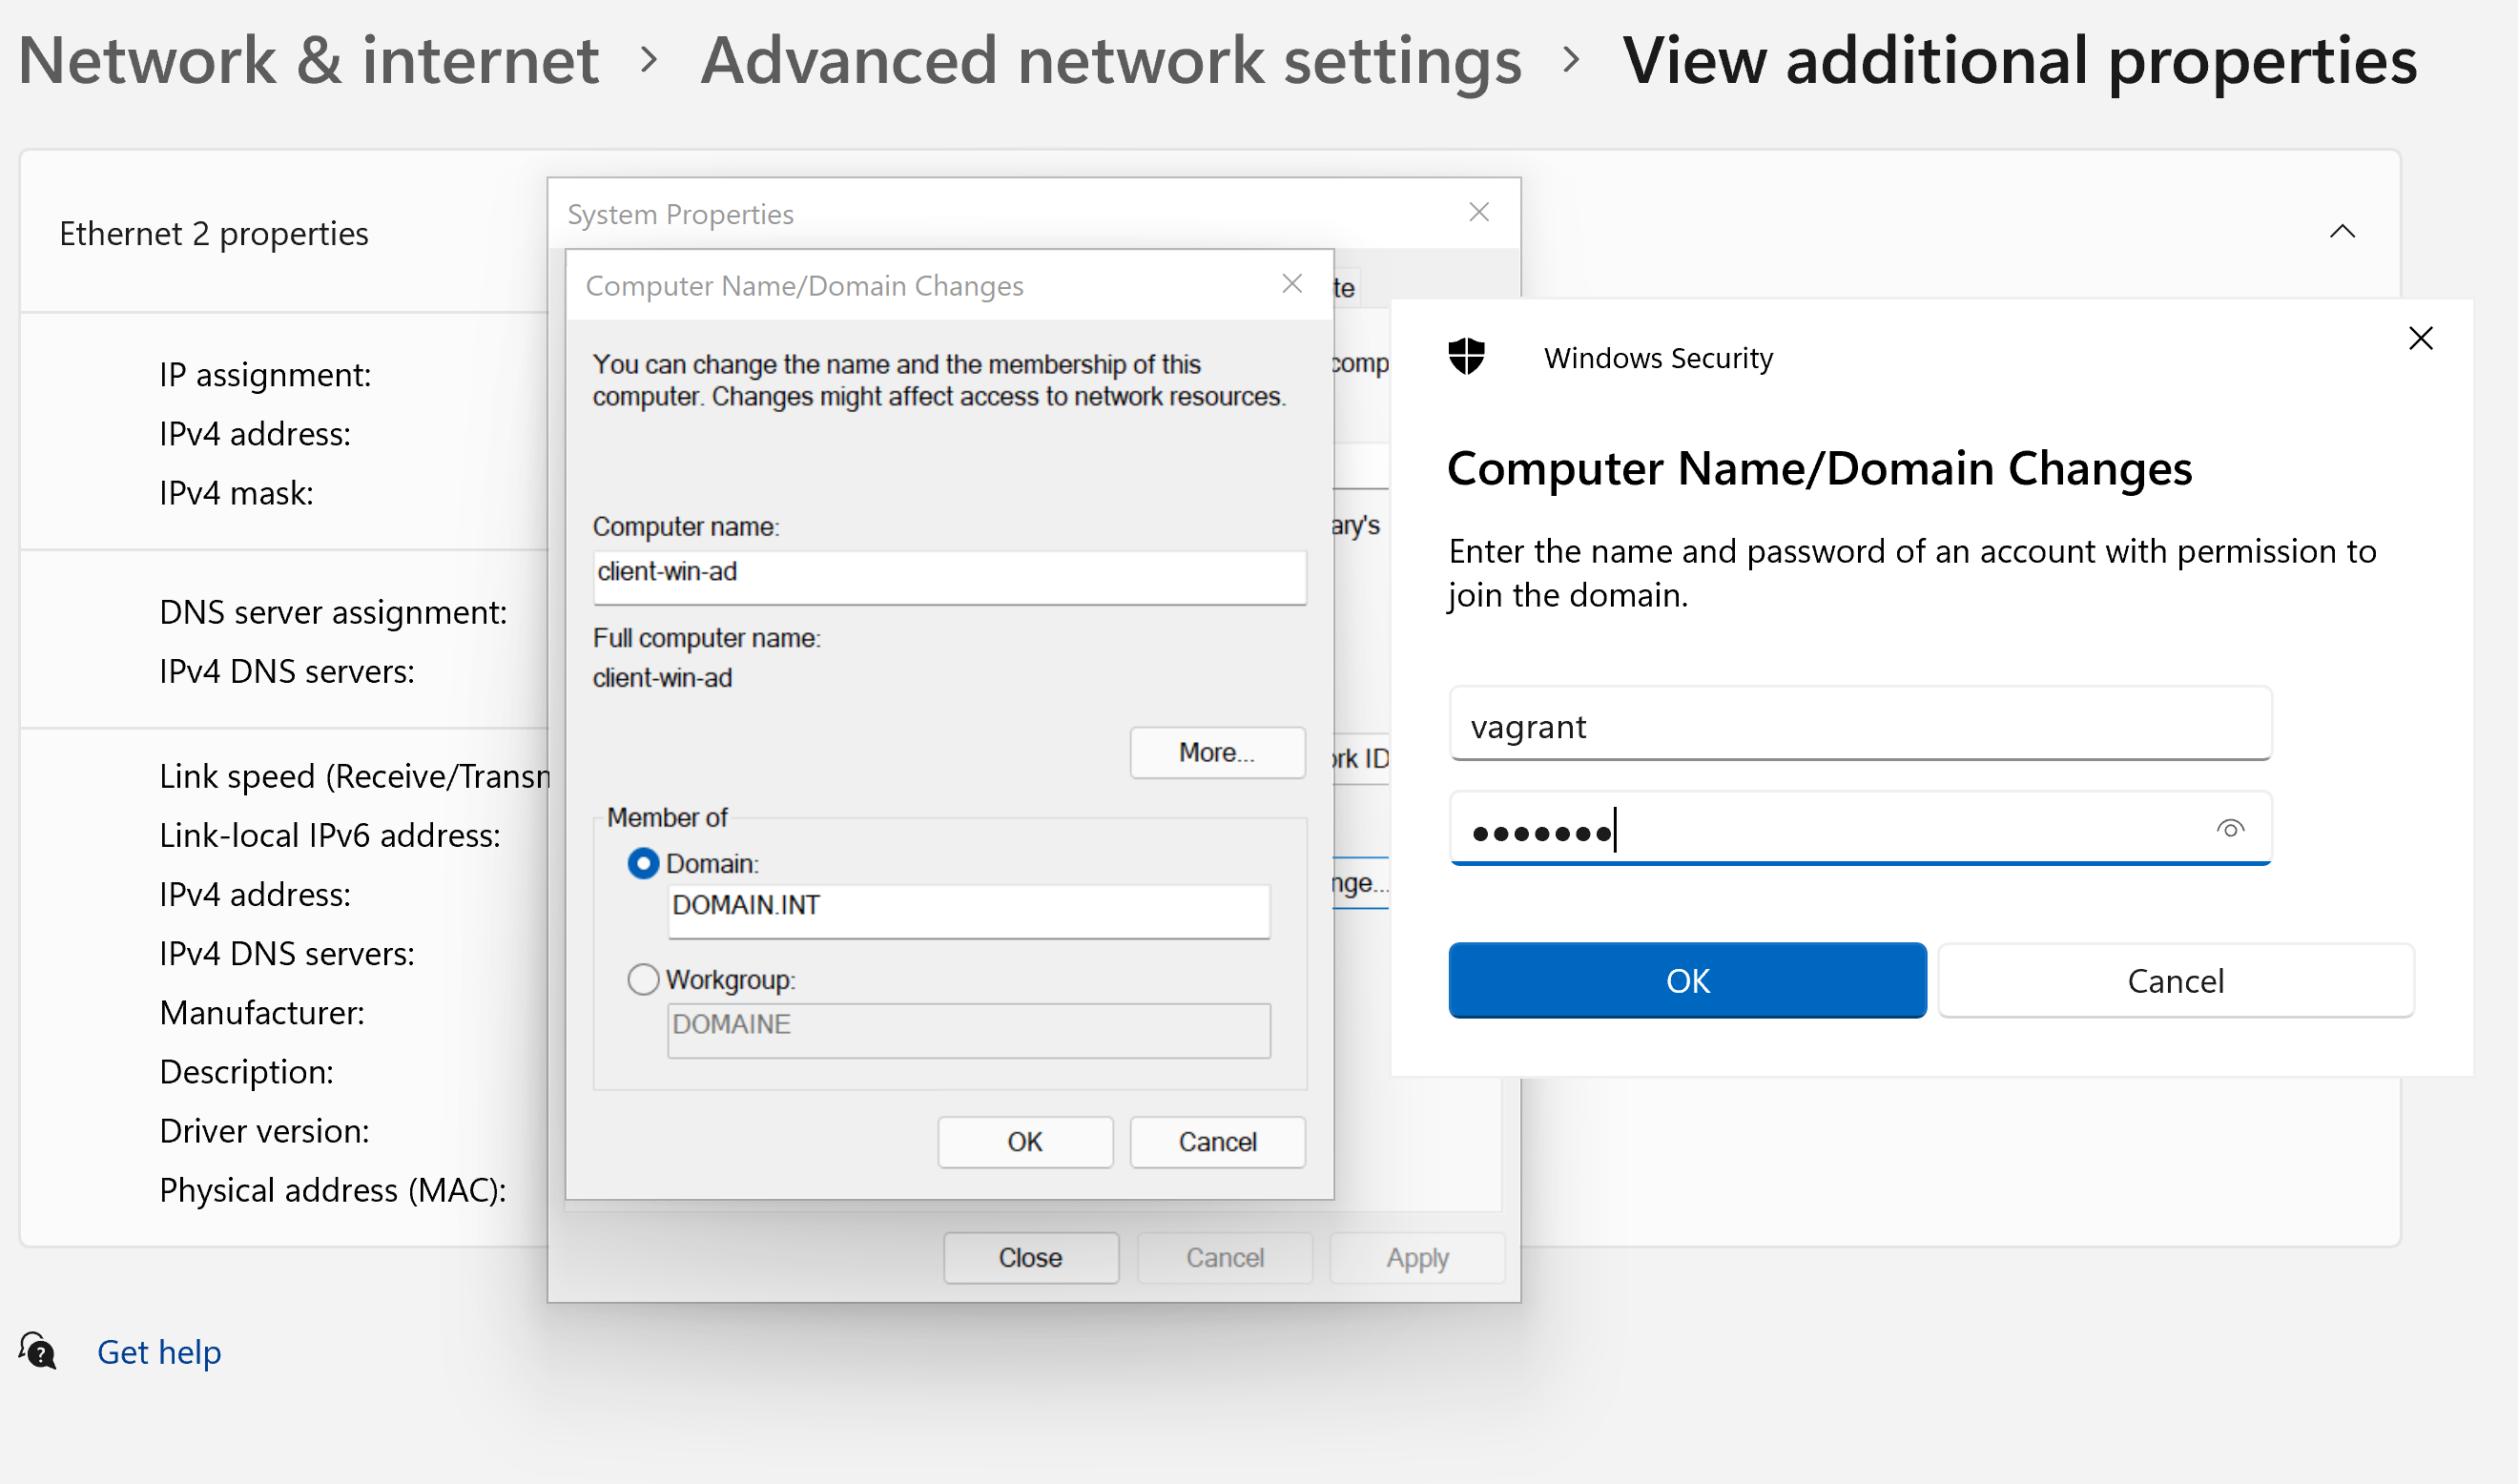 Network & internet > Advanced network settings > View additional properties
Ethernet 2 properties
IP assignment:
IPv4 address:
IPv4 mask:
DNS server assignment:
IPv4 DNS servers:
Link speed (Receive/Transm
Link-local IPv6 address:
IPv4 address:
IPv4 DNS servers:
Manufacturer:
Description:
Driver version:
Physical address (MAC):
Get help
System Properties
te
comp
ary's
ork ID
nge...
Close
Cancel
Apply
Computer Name/Domain Changes
You can change the name and the membership of this
computer. Changes might affect access to network resources.
Computer name:
client-win-ad
Full computer name:
client-win-ad
More...
Member of
Domain:
DOMAIN.INT
Workgroup:
DOMAINE
OK
Cancel
Windows Security
Computer Name/Domain Changes
Enter the name and password of an account with permission to
join the domain.
vagrant
•••••••
OK
Cancel